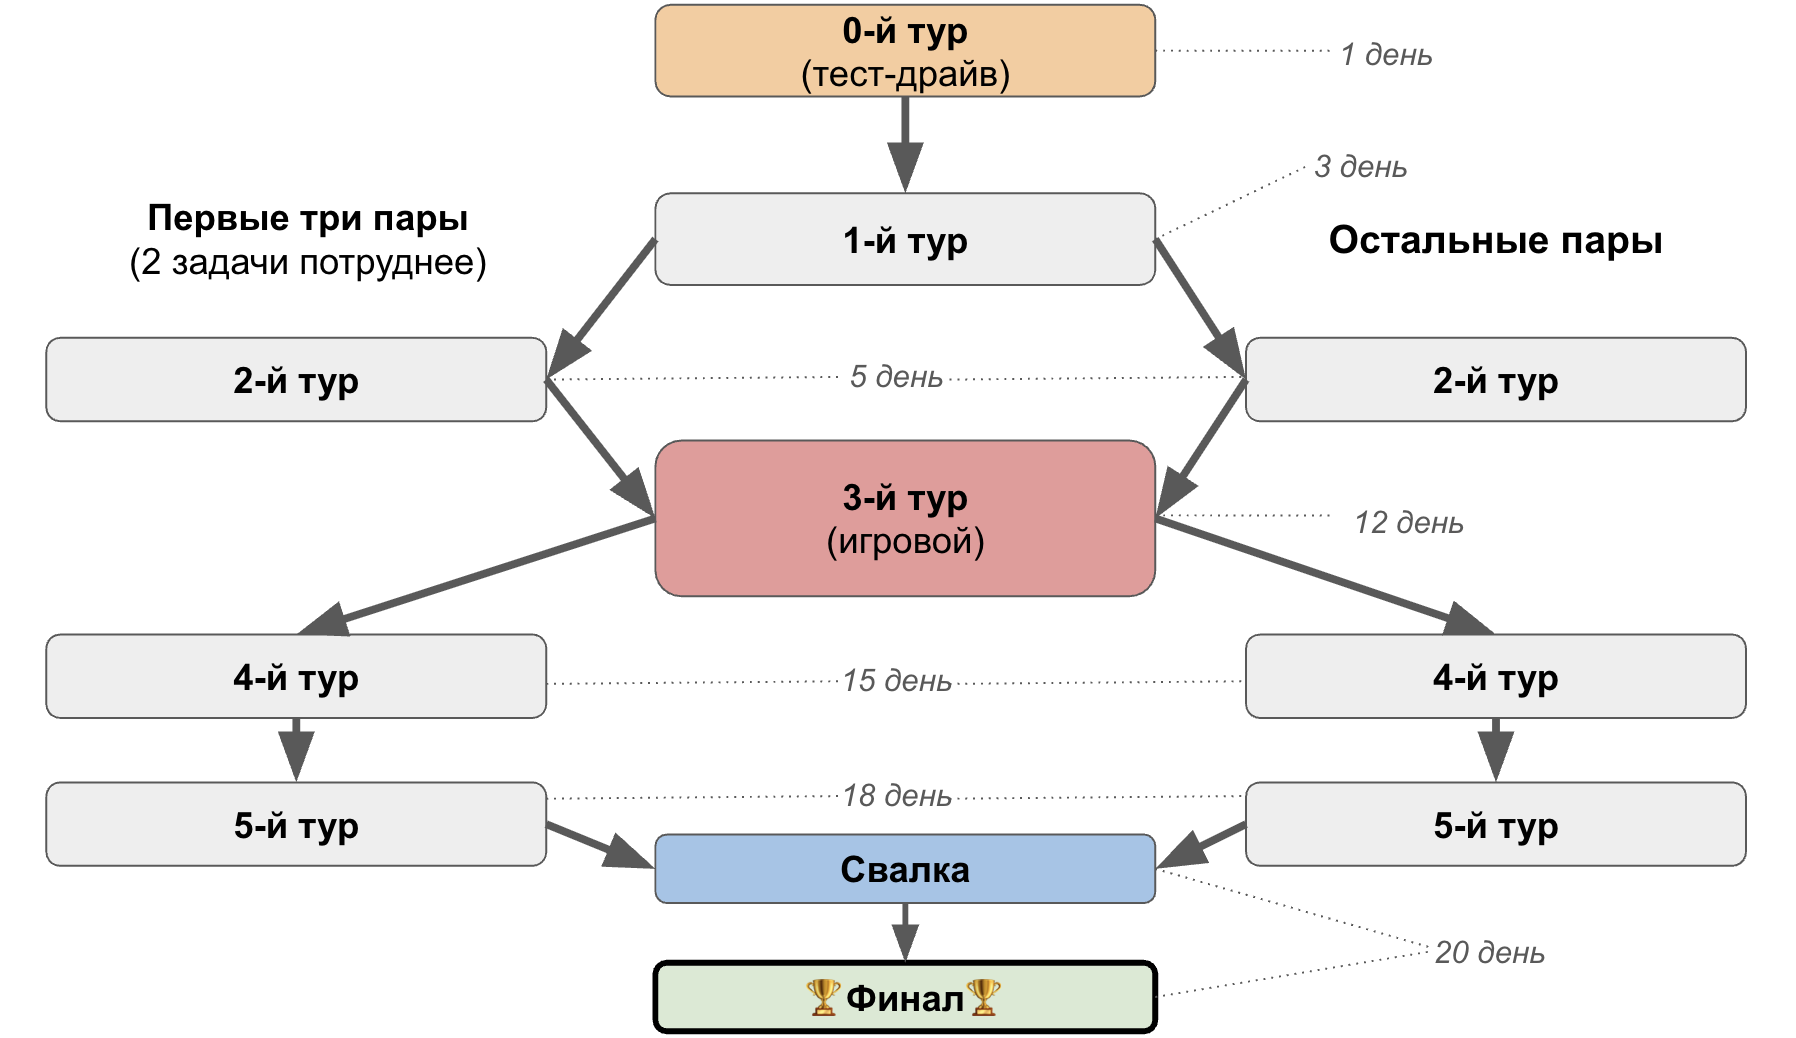 0-й тур
(тест-драйв)
1 день
3 день
Первые три пары
(2 задачи потруднее)
1-й тур
Остальные пары
2-й тур
5 день
2-й тур
3-й тур
(игровой)
12 день
4-й тур
15 день
4-й тур
18 день
5-й тур
5-й тур
Свалка
20 день
🏆Финал🏆